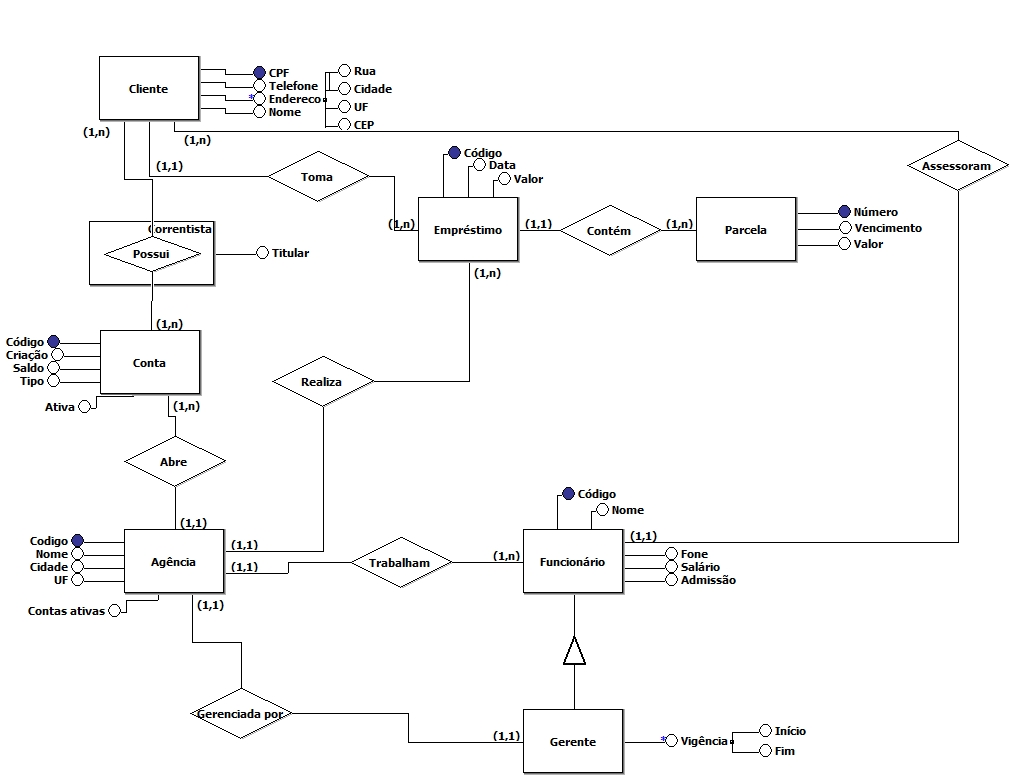 Cliente
CPF
Telefone
* Endereco
Nome
Rua
Cidade
UF
CEP
(1,n)
(1,n)
(1,1)
Toma
Código
Data
Valor
Assessoram
(1,n)
Empréstimo
(1,1)
Contém
(1,n)
Parcela
Número
Vencimento
Valor
Correntista
Possui
Titular
(1,n)
(1,n)
Conta
Código
Criação
Saldo
Tipo
Ativa
(1,n)
Realiza
Abre
(1,1)
Agência
Codigo
Nome
Cidade
UF
Contas ativas
(1,1)
(1,1)
(1,1)
Trabalham
(1,n)
Código
Nome
Funcionário
(1,1)
Fone
Salário
Admissão
Gerenciada por
(1,1)
Gerente
* Vigência
Início
Fim